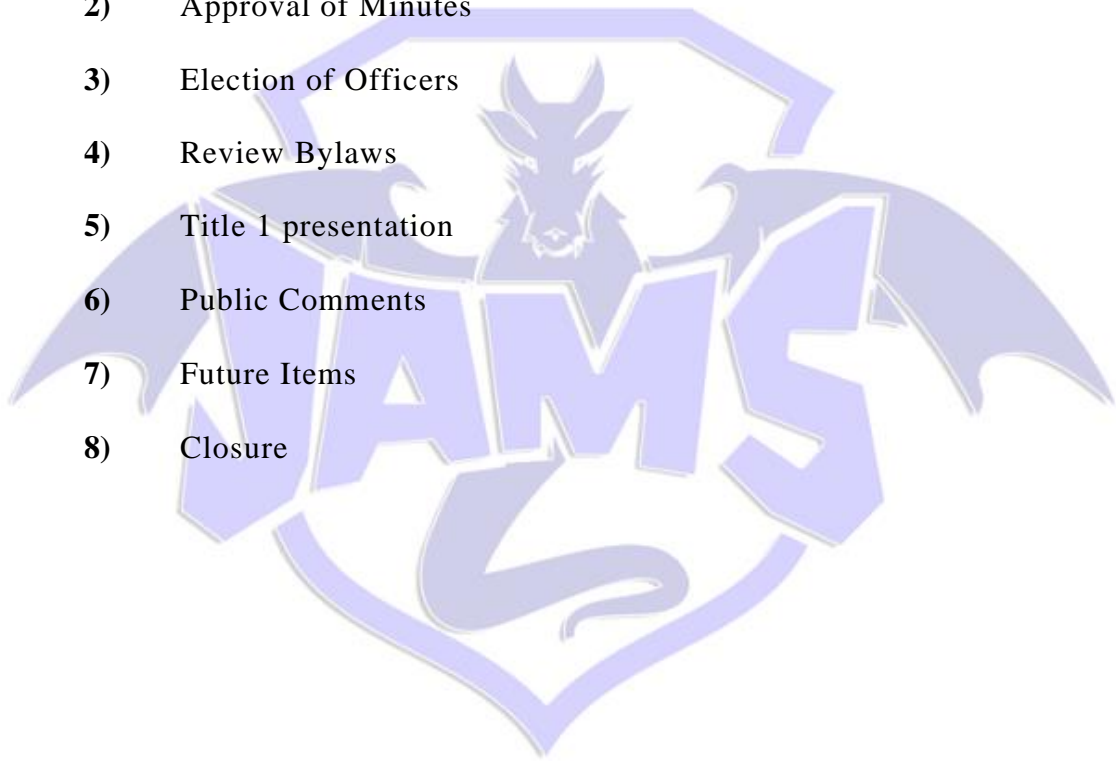 2) Approval of Minutes
3) Election of Officers
4) Review Bylaws
5) Title 1 presentation
6) Public Comments
7) Future Items
8) Closure
JAMS